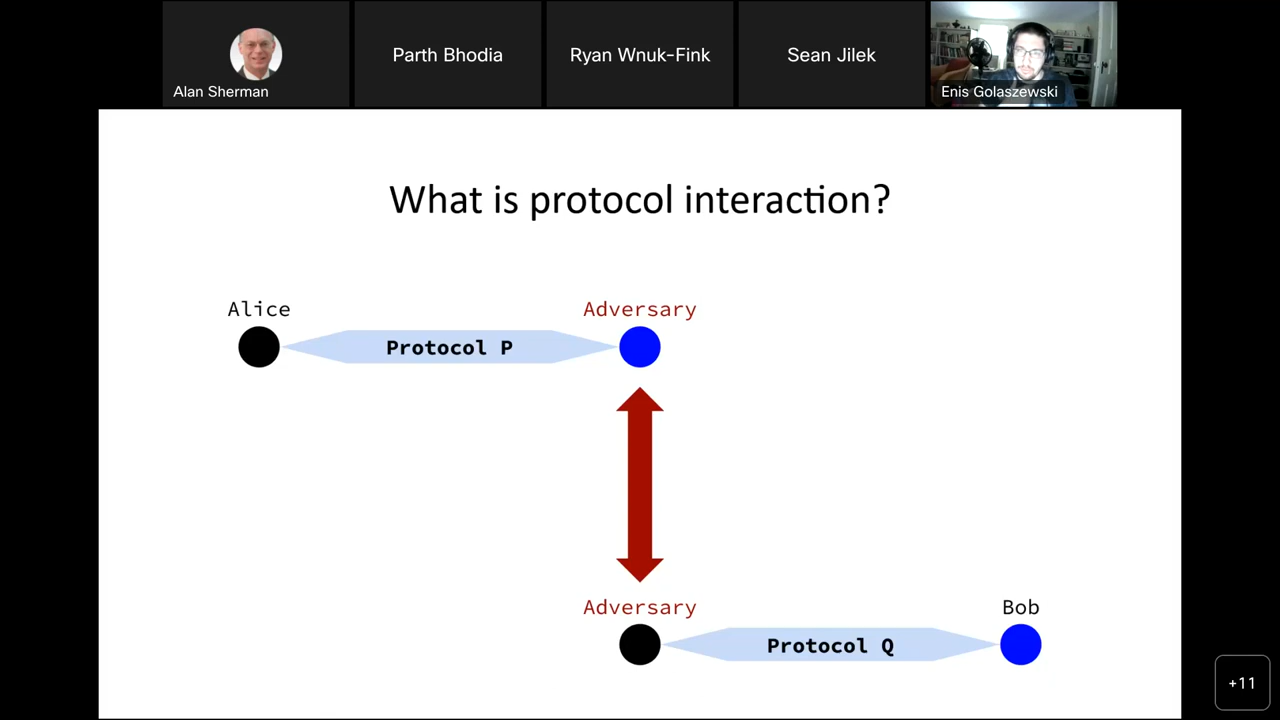 Alan Sherman
Parth Bhodia
Ryan Wnuk-Fink
Sean Jilek
Enis Golaszewski
What is protocol interaction?
Alice
Adversary
Protocol P
Adversary
Bob
Protocol Q
+11